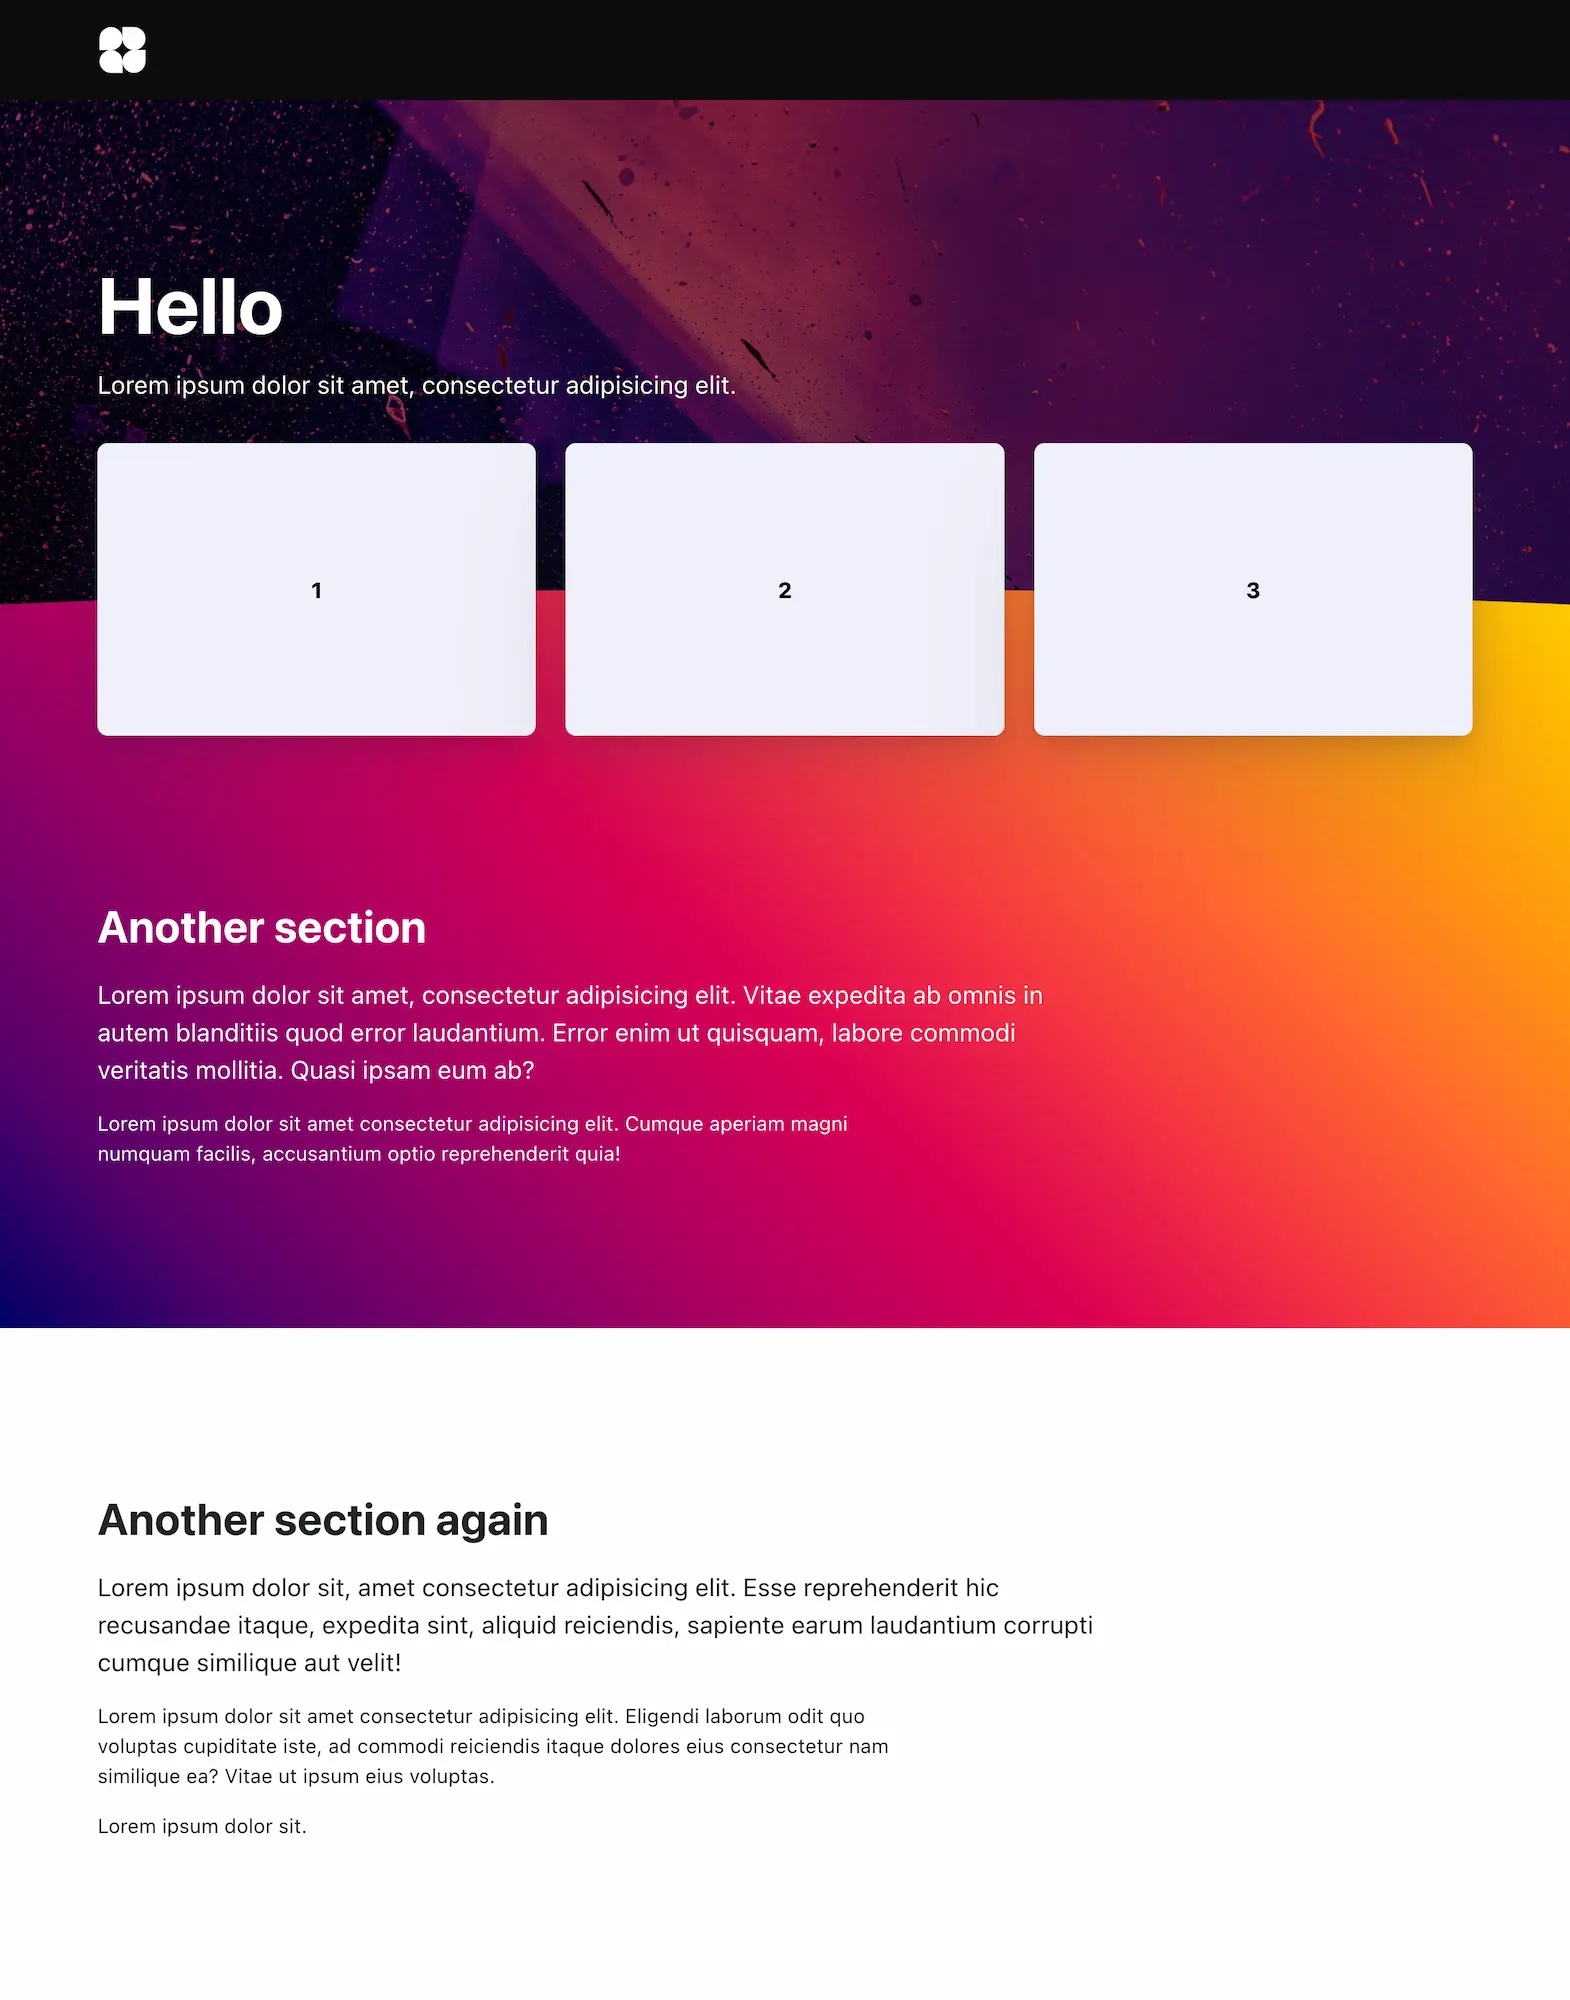 Hello
Lorem ipsum dolor sit amet, consectetur adipisicing elit.
1
2
3
Another section
Lorem ipsum dolor sit amet, consectetur adipisicing elit. Vitae expedita ab omnis in
autem blanditiis quod error laudantium. Error enim ut quisquam, labore commodi
veritatis mollitia. Quasi ipsam eum ab?
Lorem ipsum dolor sit amet consectetur adipisicing elit. Cumque aperiam magni
numquam facilis, accusantium optio reprehenderit quia!
Another section again
Lorem ipsum dolor sit, amet consectetur adipisicing elit. Esse reprehenderit hic
recusandae itaque, expedita sint, aliquid reiciendis, sapiente earum laudantium corrupti
cumque similique aut velit!
Lorem ipsum dolor sit amet consectetur adipisicing elit. Eligendi laborum odit quo
voluptas cupiditate iste, ad commodi reiciendis itaque dolores eius consectetur nam
similique ea? Vitae ut ipsum eius voluptas.
Lorem ipsum dolor sit.